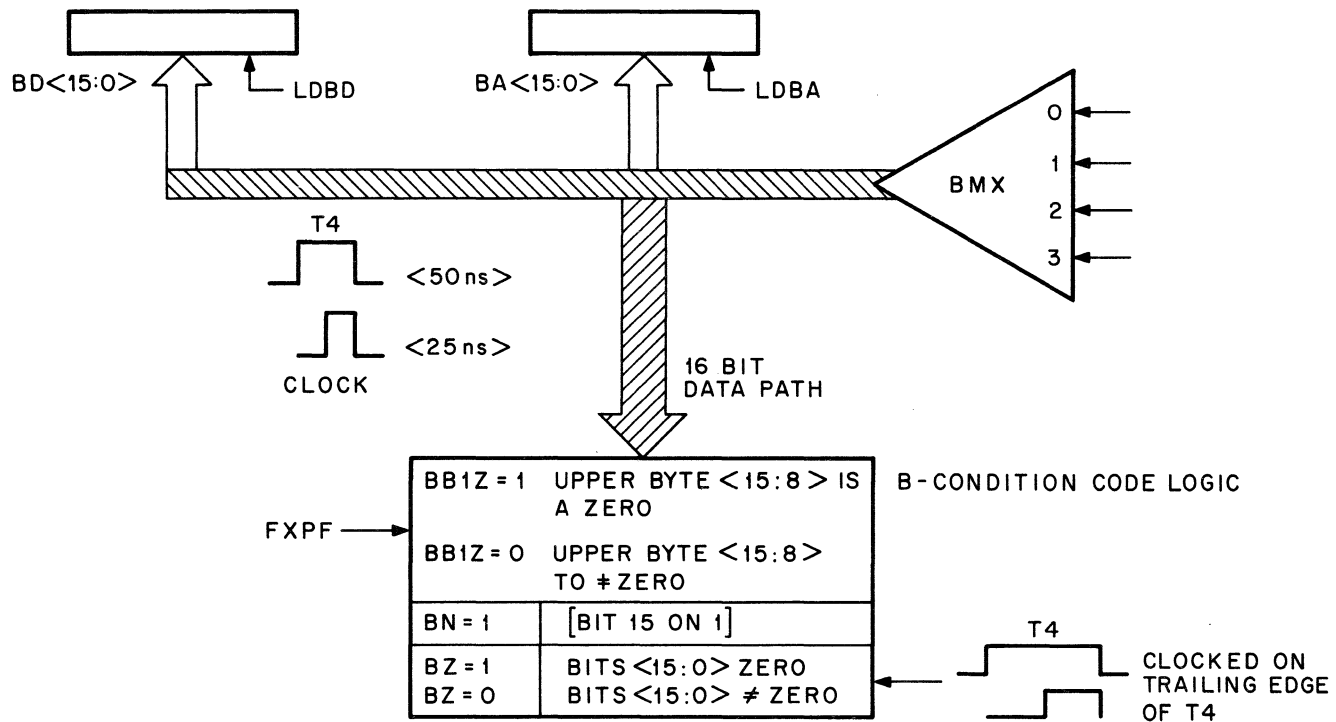 BD<15:0>
LDBD
BA<15:0>
LDBA
0
1
BMX
2
3
T4
<50ns>
<25ns>
CLOCK
16 BIT
DATA PATH
BB1Z = 1 UPPER BYTE <15:8> IS
A ZERO
B-CONDITION CODE LOGIC
FXPF
BB1Z = 0 UPPER BYTE <15:8>
TO ≠ ZERO
BN = 1 [BIT 15 ON 1]
BZ = 1 BITS <15:0> ZERO
BZ = 0 BITS <15:0> ≠ ZERO
T4
CLOCKED ON
TRAILING EDGE
OF T4